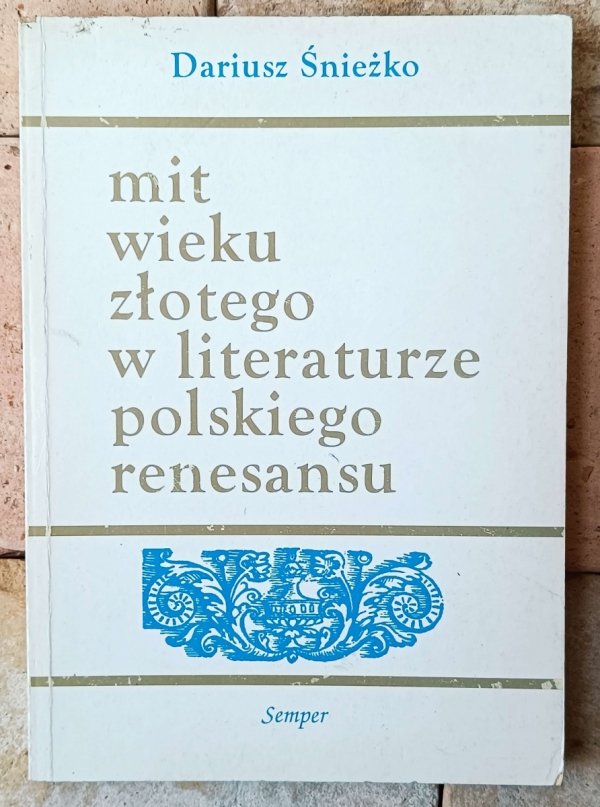 Dariusz Śnieżko
mit
wieku
złotego
w literaturze
polskiego
renesansu
Semper